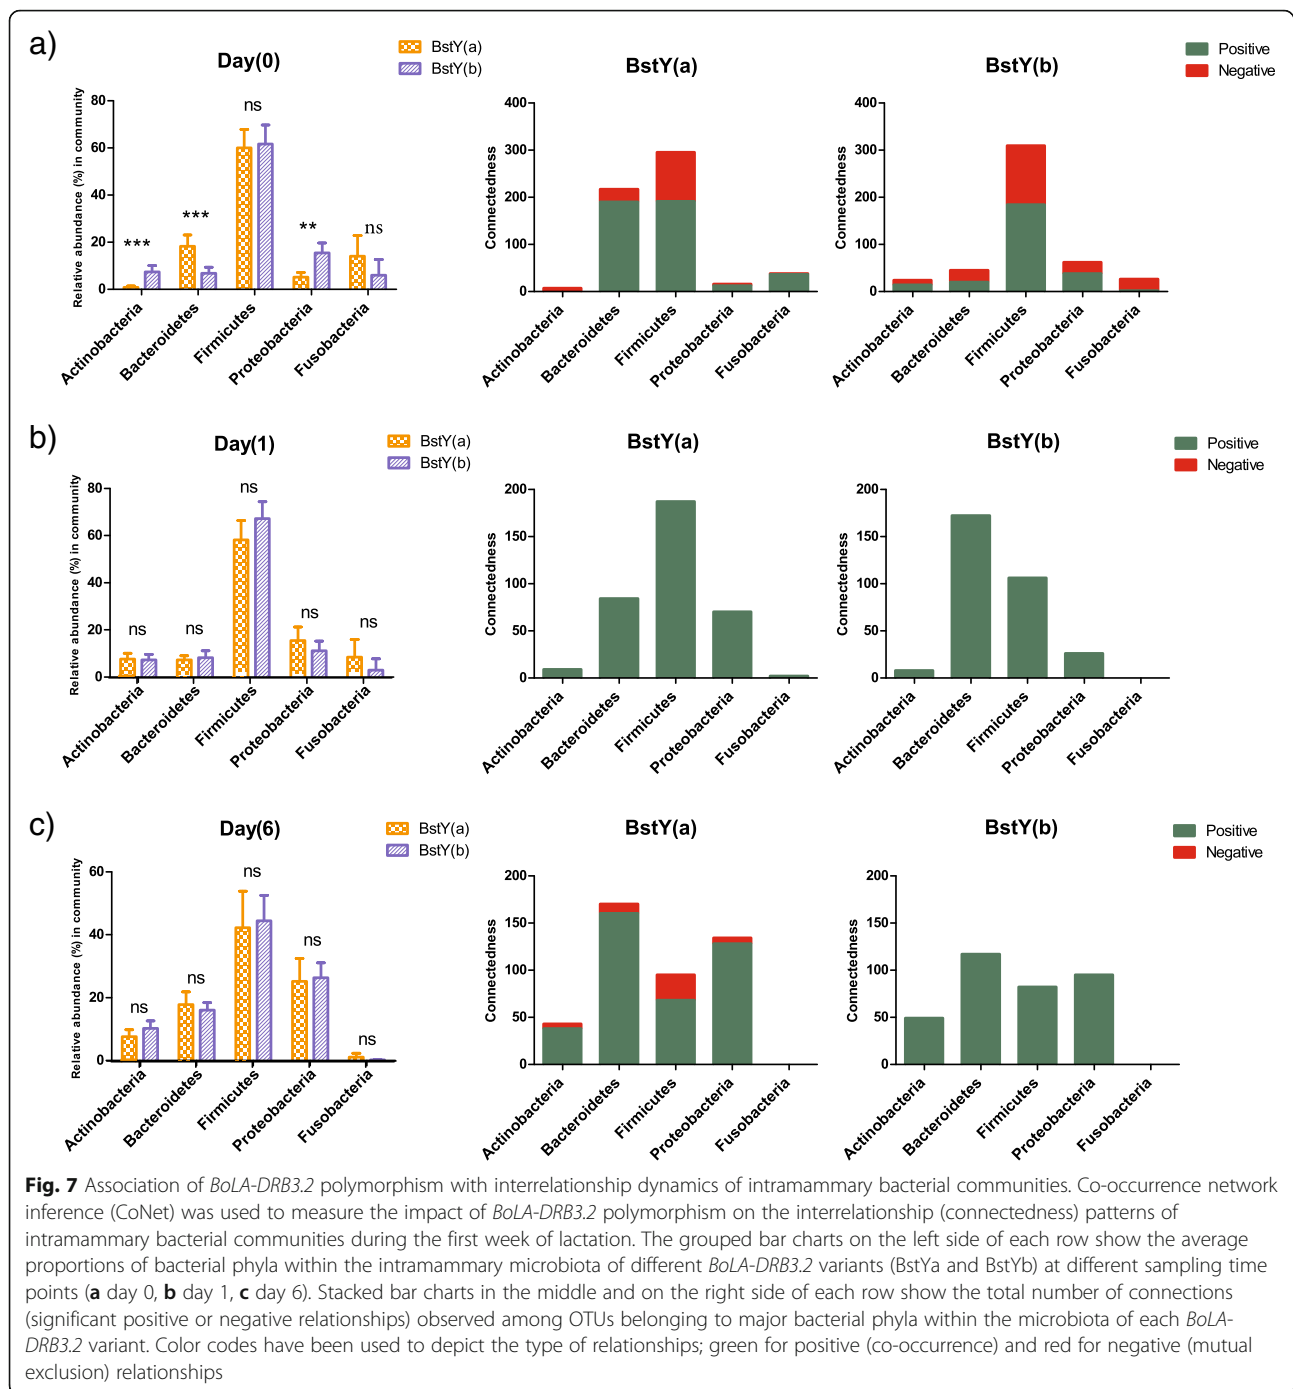 a)
Day(0)
BstY(a)
BstY(b)
Relative abundance (%) in community
80
60
40
20
0
***
***
ns
**
ns
Actinobacteria
Bacteroidetes
Firmicutes
Proteobacteria
Fusobacteria
BstY(a)
Connectedness
400
300
200
100
0
Actinobacteria
Bacteroidetes
Firmicutes
Proteobacteria
Fusobacteria
BstY(b)
Positive
Negative
Connectedness
400
300
200
100
0
Actinobacteria
Bacteroidetes
Firmicutes
Proteobacteria
Fusobacteria
b)
Day(1)
BstY(a)
BstY(b)
Relative abundance (%) in community
80
60
40
20
0
ns
ns
ns
ns
ns
Actinobacteria
Bacteroidetes
Firmicutes
Proteobacteria
Fusobacteria
BstY(a)
Connectedness
200
150
100
50
0
Actinobacteria
Bacteroidetes
Firmicutes
Proteobacteria
Fusobacteria
BstY(b)
Positive
Negative
Connectedness
200
150
100
50
0
Actinobacteria
Bacteroidetes
Firmicutes
Proteobacteria
Fusobacteria
c)
Day(6)
BstY(a)
BstY(b)
Relative abundance (%) in community
60
40
20
0
ns
ns
ns
ns
ns
Actinobacteria
Bacteroidetes
Firmicutes
Proteobacteria
Fusobacteria
BstY(a)
Connectedness
200
150
100
50
0
Actinobacteria
Bacteroidetes
Firmicutes
Proteobacteria
Fusobacteria
BstY(b)
Positive
Negative
Connectedness
200
150
100
50
0
Actinobacteria
Bacteroidetes
Firmicutes
Proteobacteria
Fusobacteria
Fig. 7 Association of BoLA-DRB3.2 polymorphism with interrelationship dynamics of intramammary bacterial communities. Co-occurrence network
inference (CoNet) was used to measure the impact of BoLA-DRB3.2 polymorphism on the interrelationship (connectedness) patterns of
intramammary bacterial communities during the first week of lactation. The grouped bar charts on the left side of each row show the average
proportions of bacterial phyla within the intramammary microbiota of different BoLA-DRB3.2 variants (BstYa and BstYb) at different sampling time
points (a day 0, b day 1, c day 6). Stacked bar charts in the middle and on the right side of each row show the total number of connections
(significant positive or negative relationships) observed among OTUs belonging to major bacterial phyla within the microbiota of each BoLA-
DRB3.2 variant. Color codes have been used to depict the type of relationships; green for positive (co-occurrence) and red for negative (mutual
exclusion) relationships